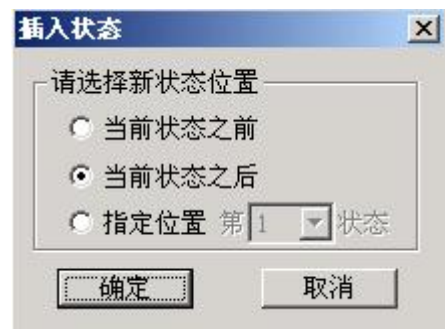 插入状态
请选择新状态位置
当前状态之前
当前状态之后
指定位置 第 1 状态
确定 取消